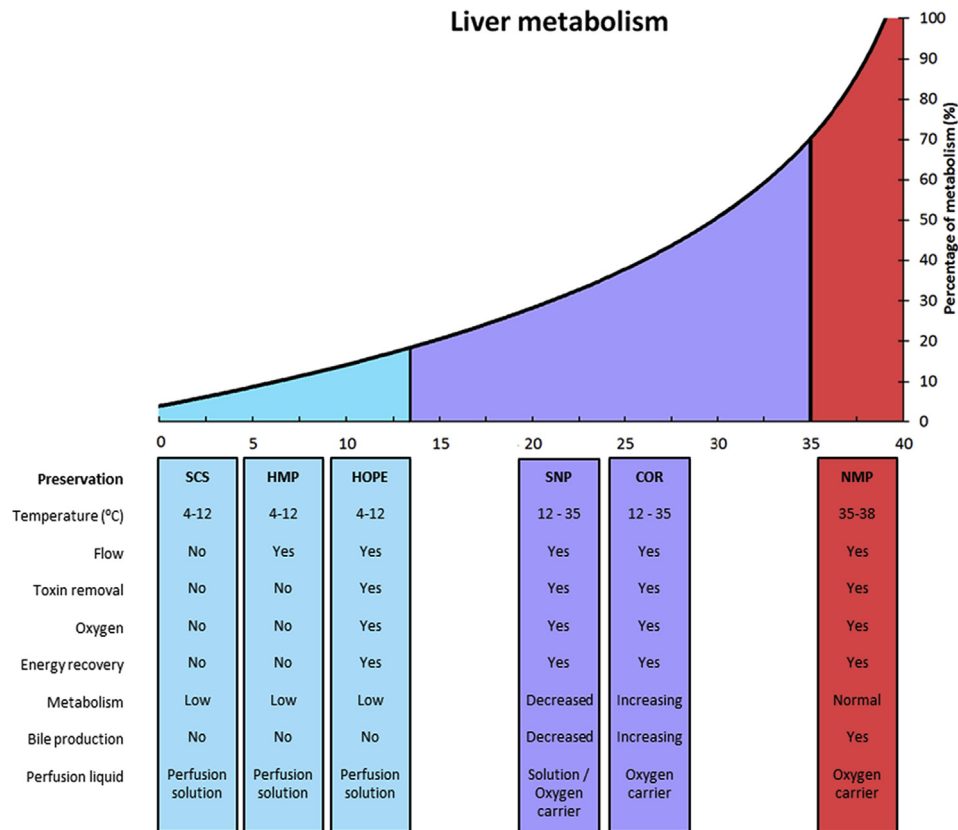 Liver metabolism
100
90
80
70
60
50
40
30
20
10
0
Percentage of metabolism (%)
0 5 10 15 20 25 30 35 40
Preservation SCS HMP HOPE SNP COR NMP
Temperature (ºC) 4-12 4-12 4-12 12 - 35 12 - 35 35-38
Flow No Yes Yes Yes Yes Yes
Toxin removal No No Yes Yes Yes Yes
Oxygen No No Yes Yes Yes Yes
Energy recovery No No Yes Yes Yes Yes
Metabolism Low Low Low Decreased Increasing Normal
Bile production No No No Decreased Increasing Yes
Perfusion liquid Perfusion Perfusion Perfusion Solution / Oxygen Oxygen
solution solution solution Oxygen carrier carrier
carrier